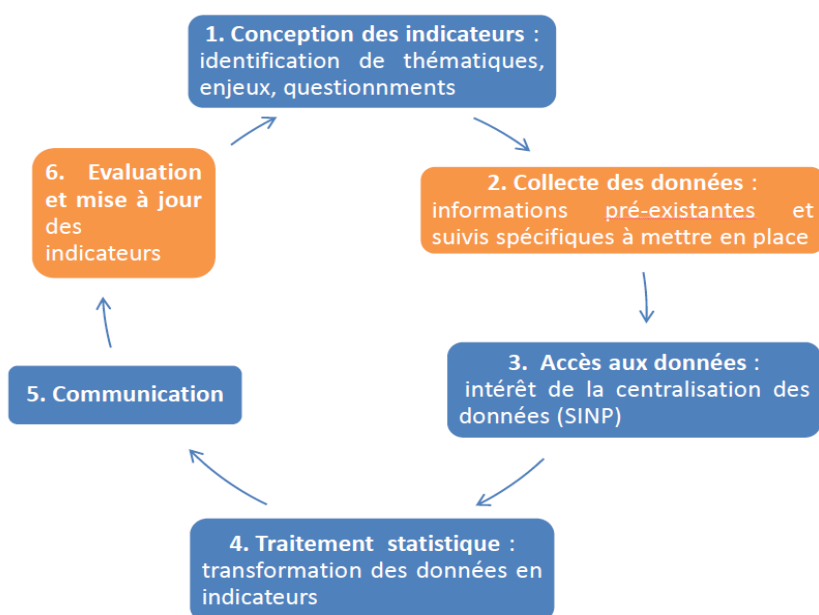 1. Conception des indicateurs :
identification de thématiques,
enjeux, questionnments
2. Collecte des données :
informations pré-existantes et
suivis spécifiques à mettre en place
3. Accès aux données :
intérêt de la centralisation des
données (SINP)
4. Traitement statistique :
transformation des données en
indicateurs
5. Communication
6. Evaluation
et mise à jour
des
indicateurs